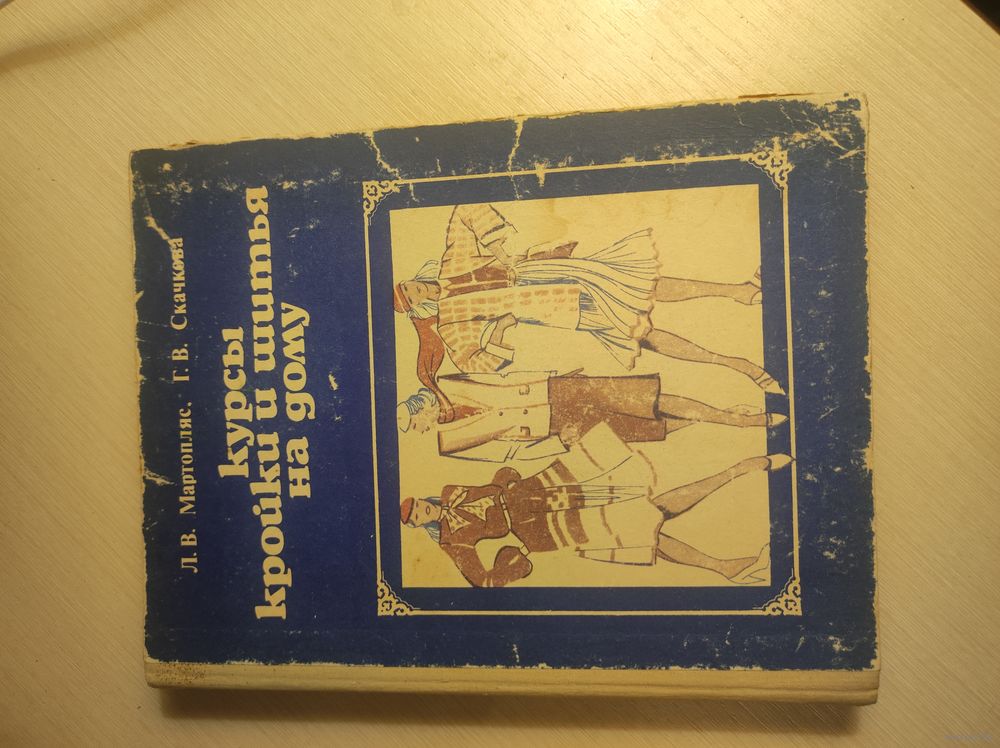 Л. В. Мартопляс, Г. В. Скачкова
курсы
кройки и шитья
на дому